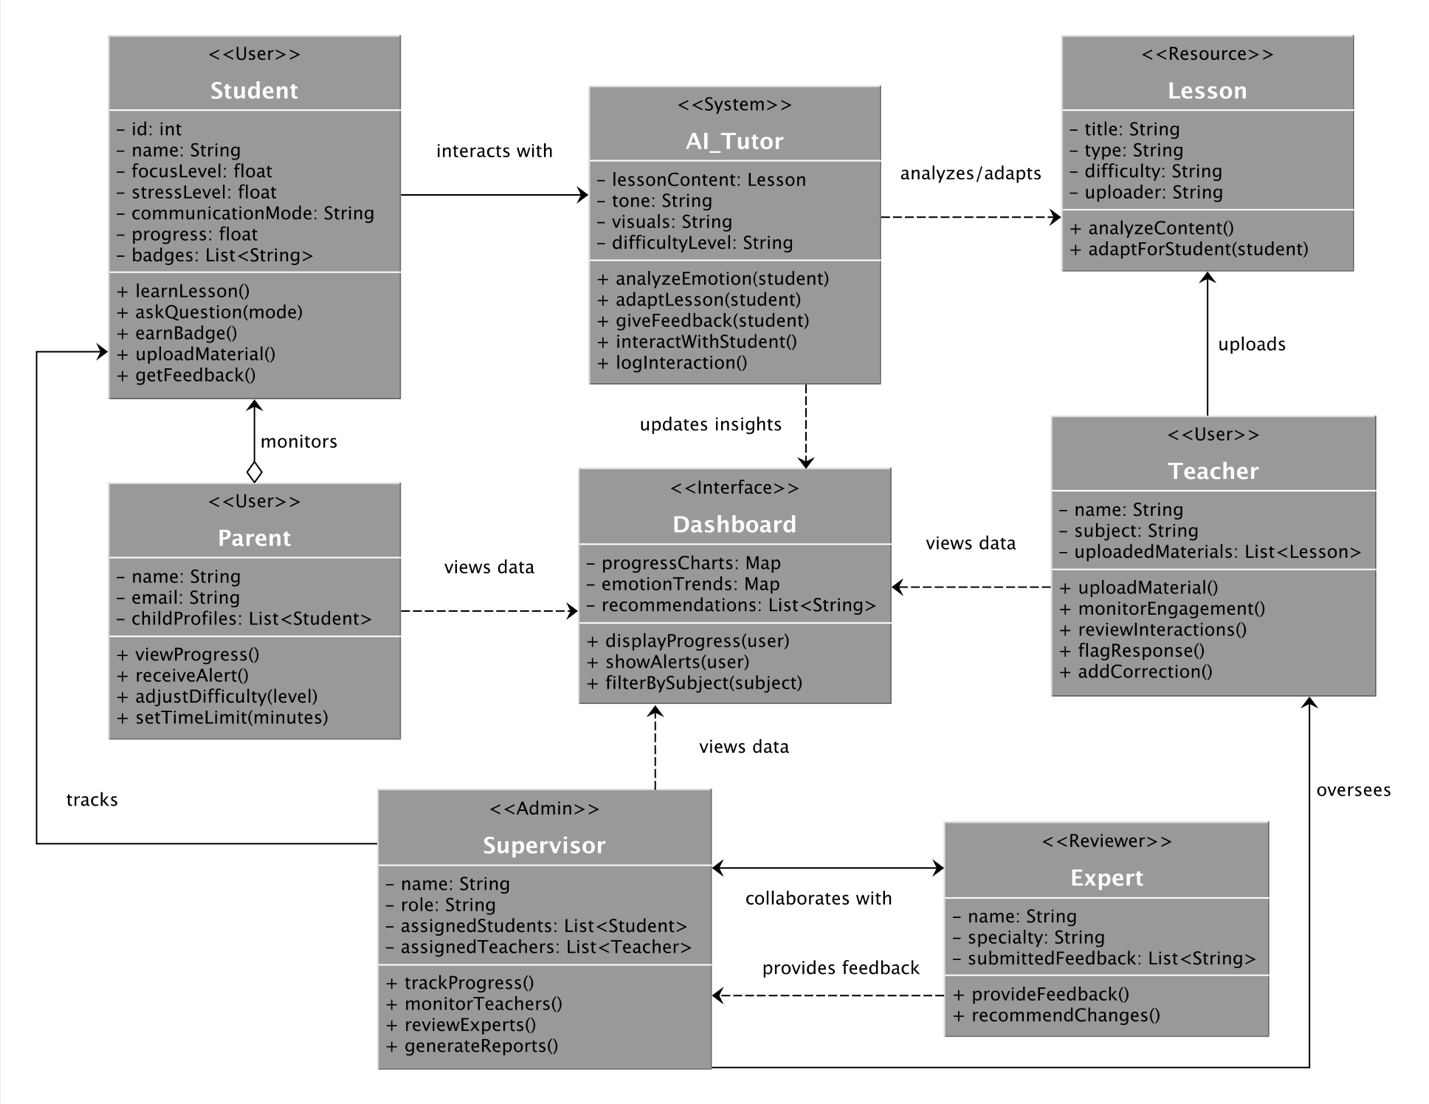 <<User>>
Student
– id: int
– name: String
– focusLevel: float
– stressLevel: float
– communicationMode: String
– progress: float
– badges: List<String>
+ learnLesson()
+ askQuestion(mode)
+ earnBadge()
+ uploadMaterial()
+ getFeedback()
interacts with
<<System>>
AI_Tutor
– lessonContent: Lesson
– tone: String
– visuals: String
– difficultyLevel: String
+ analyzeEmotion(student)
+ adaptLesson(student)
+ giveFeedback(student)
+ interactWithStudent()
+ logInteraction()
analyzes/adapts
<<Resource>>
Lesson
– title: String
– type: String
– difficulty: String
– uploader: String
+ analyzeContent()
+ adaptForStudent(student)
uploads
updates insights
monitors
<<User>>
Parent
– name: String
– email: String
– childProfiles: List<Student>
+ viewProgress()
+ receiveAlert()
+ adjustDifficulty(level)
+ setTimeLimit(minutes)
views data
<<Interface>>
Dashboard
– progressCharts: Map
– emotionTrends: Map
– recommendations: List<String>
+ displayProgress(user)
+ showAlerts(user)
+ filterBySubject(subject)
views data
<<User>>
Teacher
– name: String
– subject: String
– uploadedMaterials: List<Lesson>
+ uploadMaterial()
+ monitorEngagement()
+ reviewInteractions()
+ flagResponse()
+ addCorrection()
views data
tracks
oversees
<<Admin>>
Supervisor
– name: String
– role: String
– assignedStudents: List<Student>
– assignedTeachers: List<Teacher>
+ trackProgress()
+ monitorTeachers()
+ reviewExperts()
+ generateReports()
collaborates with
provides feedback
<<Reviewer>>
Expert
– name: String
– specialty: String
– submittedFeedback: List<String>
+ provideFeedback()
+ recommendChanges()